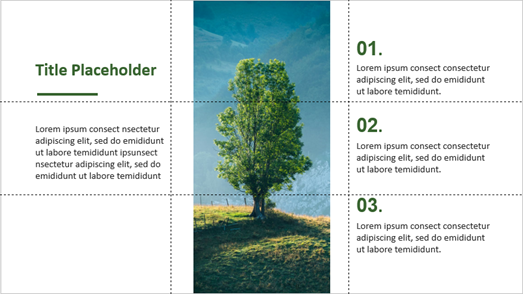 Title Placeholder
Lorem ipsum consect nsectetur
adipiscing elit, sed do emididunt
ut labore temididunt ipsunsect
nsectetur adipiscing elit, sed do
emididunt ut labore temididunt
01.
Lorem ipsum consect consectetur
adipiscing elit, sed do emididunt
ut labore temididunt.
02.
Lorem ipsum consect consectetur
adipiscing elit, sed do emididunt
ut labore temididunt.
03.
Lorem ipsum consect consectetur
adipiscing elit, sed do emididunt
ut labore temididunt.